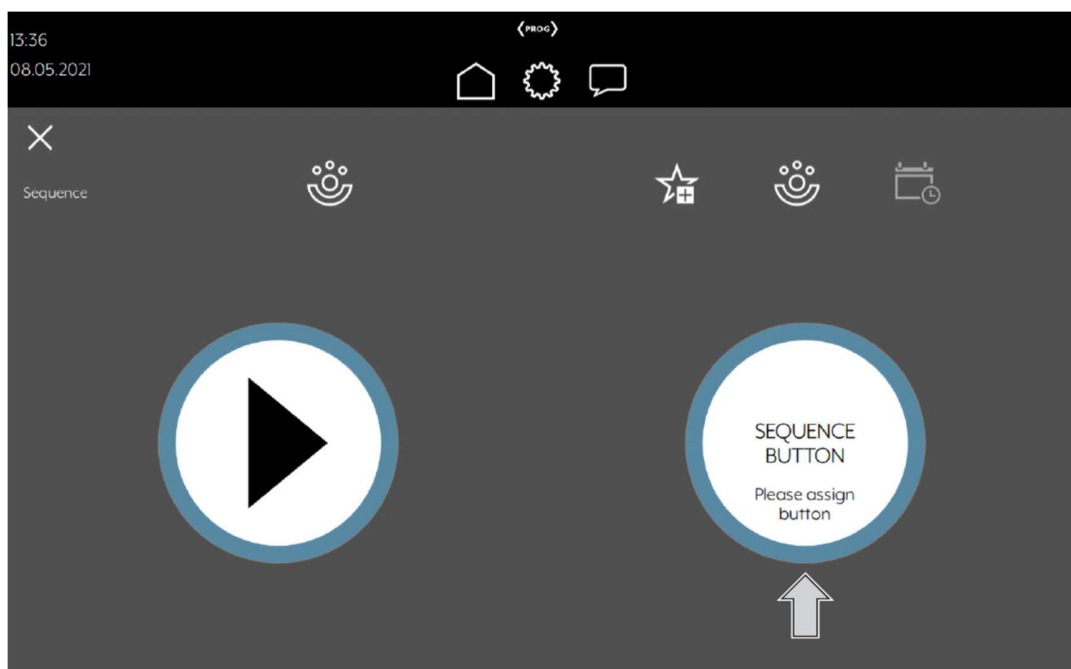 13:36
PROG
08.05.2021
Sequence
SEQUENCE
BUTTON
Please assign
button